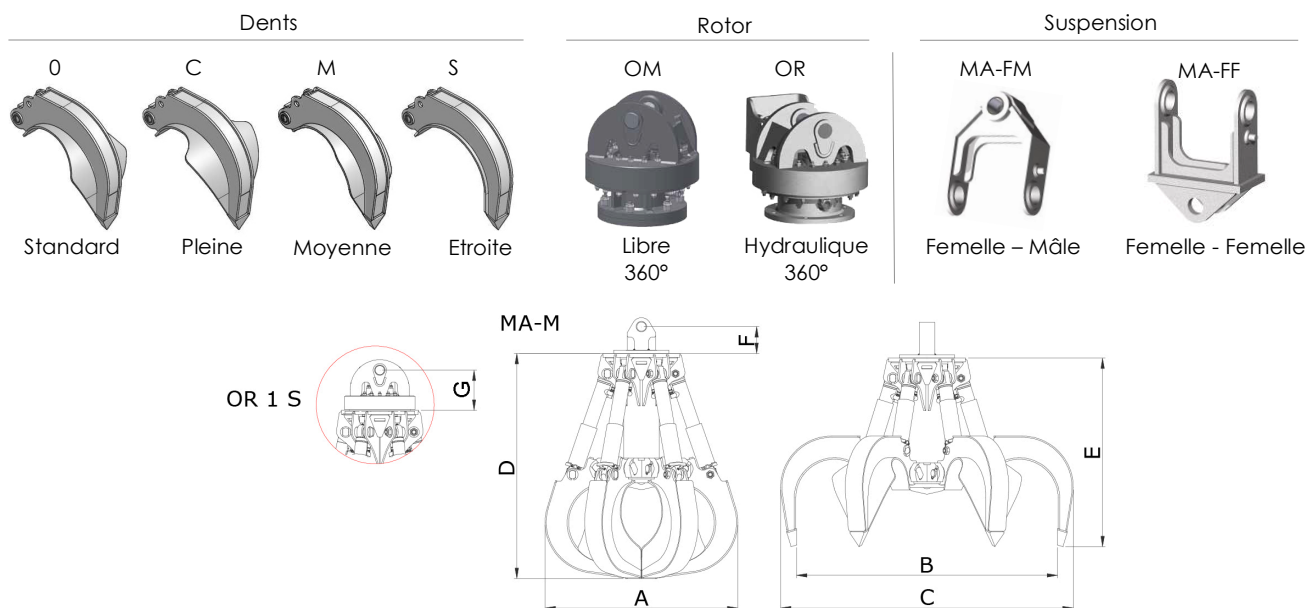 Dents
Rotor
Suspension
0 C M S
OM OR
MA-FM MA-FF
Standard Pleine Moyenne Etroite
Libre
360°
Hydraulique
360°
Femelle – Mâle
Femelle - Femelle
MA-M
F
G
OR 1 S
D
E
B
A
C